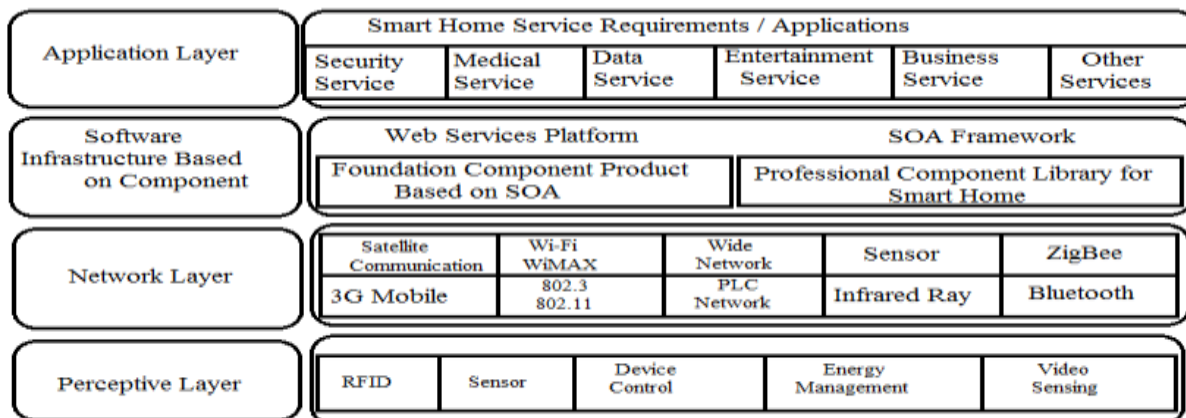 Application Layer
Smart Home Service Requirements / Applications
Security
Service
Medical
Service
Data
Service
Entertainment
Service
Business
Service
Other
Services
Software
Infrastructure Based
on Component
Web Services Platform
SOA Framework
Foundation Component Product
Based on SOA
Professional Component Library for
Smart Home
Network Layer
Satellite
Communication
Wi-Fi
WiMAX
Wide
Network
Sensor
ZigBee
3G Mobile
802.3
802.11
PLC
Network
Infrared Ray
Bluetooth
Perceptive Layer
RFID
Sensor
Device
Control
Energy
Management
Video
Sensing